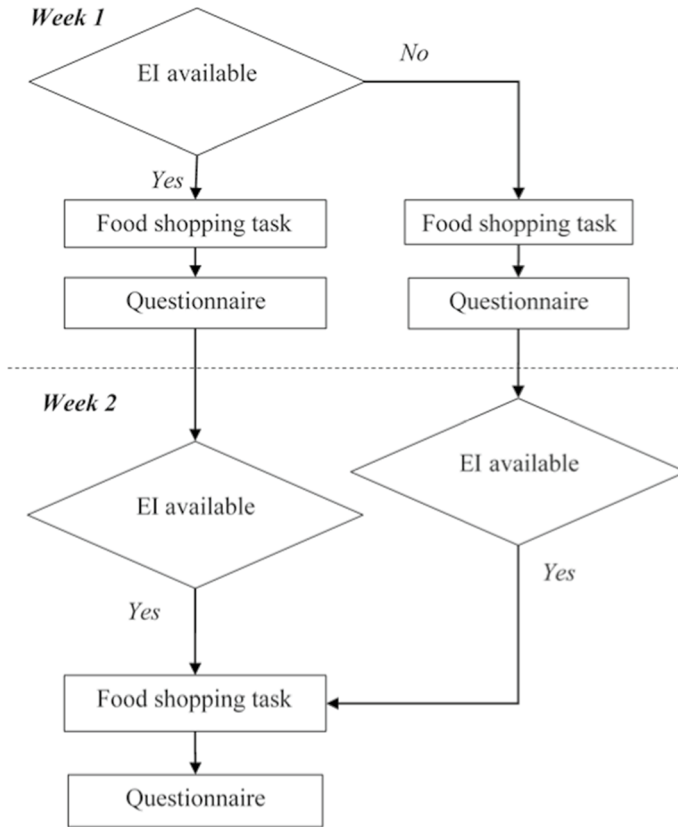 Week 1
EI available
No
Yes
Food shopping task
Food shopping task
Questionnaire
Questionnaire
Week 2
EI available
EI available
Yes
Yes
Food shopping task
Questionnaire